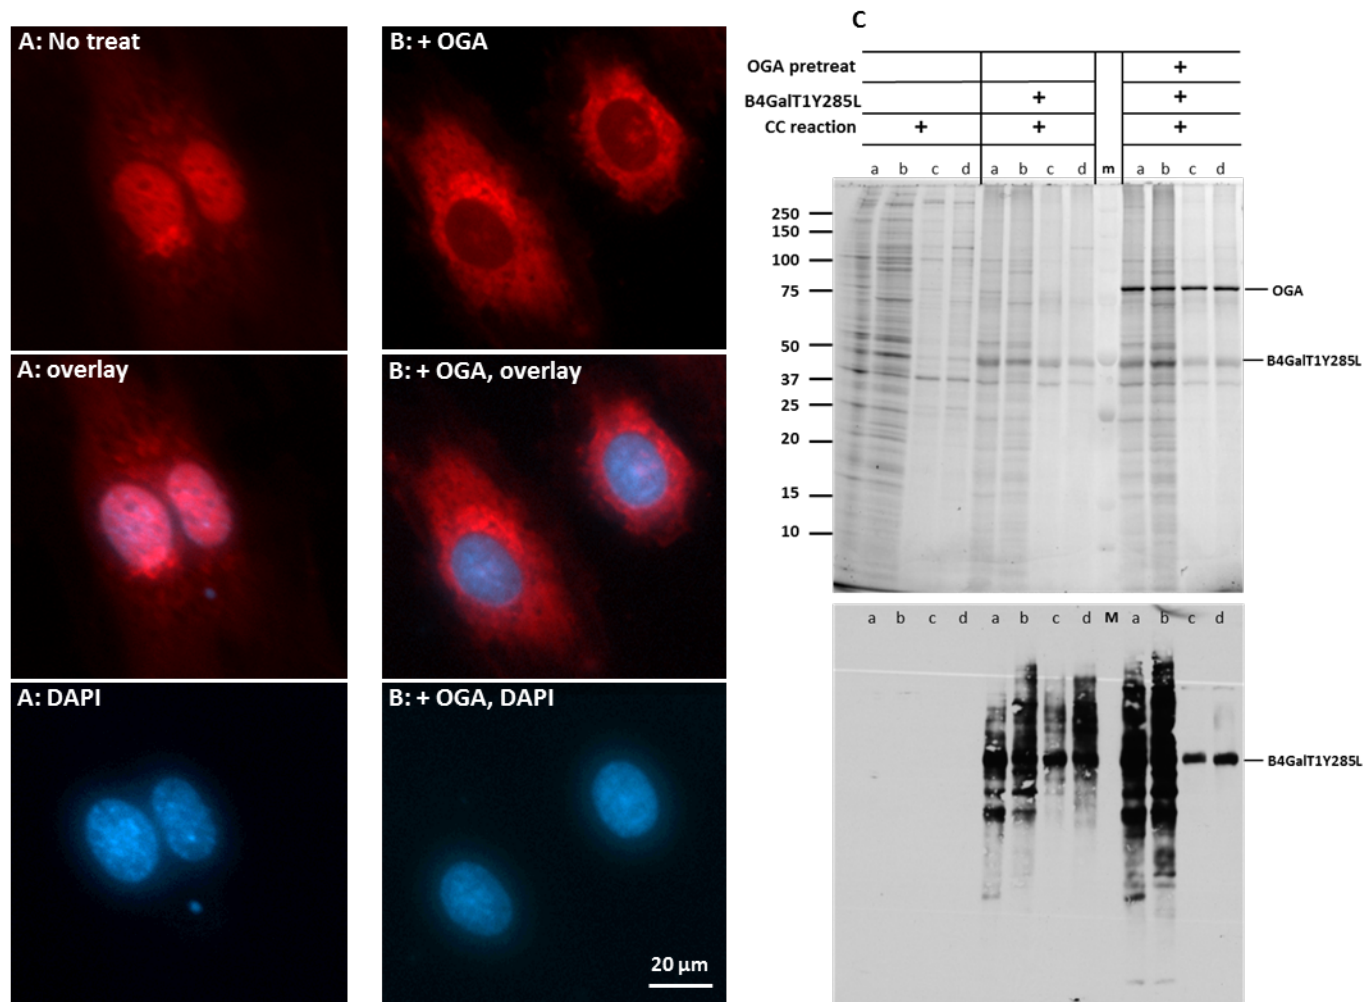 A: No treat
B: + OGA
A: overlay
B: + OGA, overlay
A: DAPI
B: + OGA, DAPI
20 µm
C
OGA pretreat +
B4GalT1Y285L + +
CC reaction + + +
a b c d a b c d m a b c d
250
150
100
75
50
37
25
20
15
10
OGA
B4GalT1Y285L
a b c d a b c d M a b c d
B4GalT1Y285L